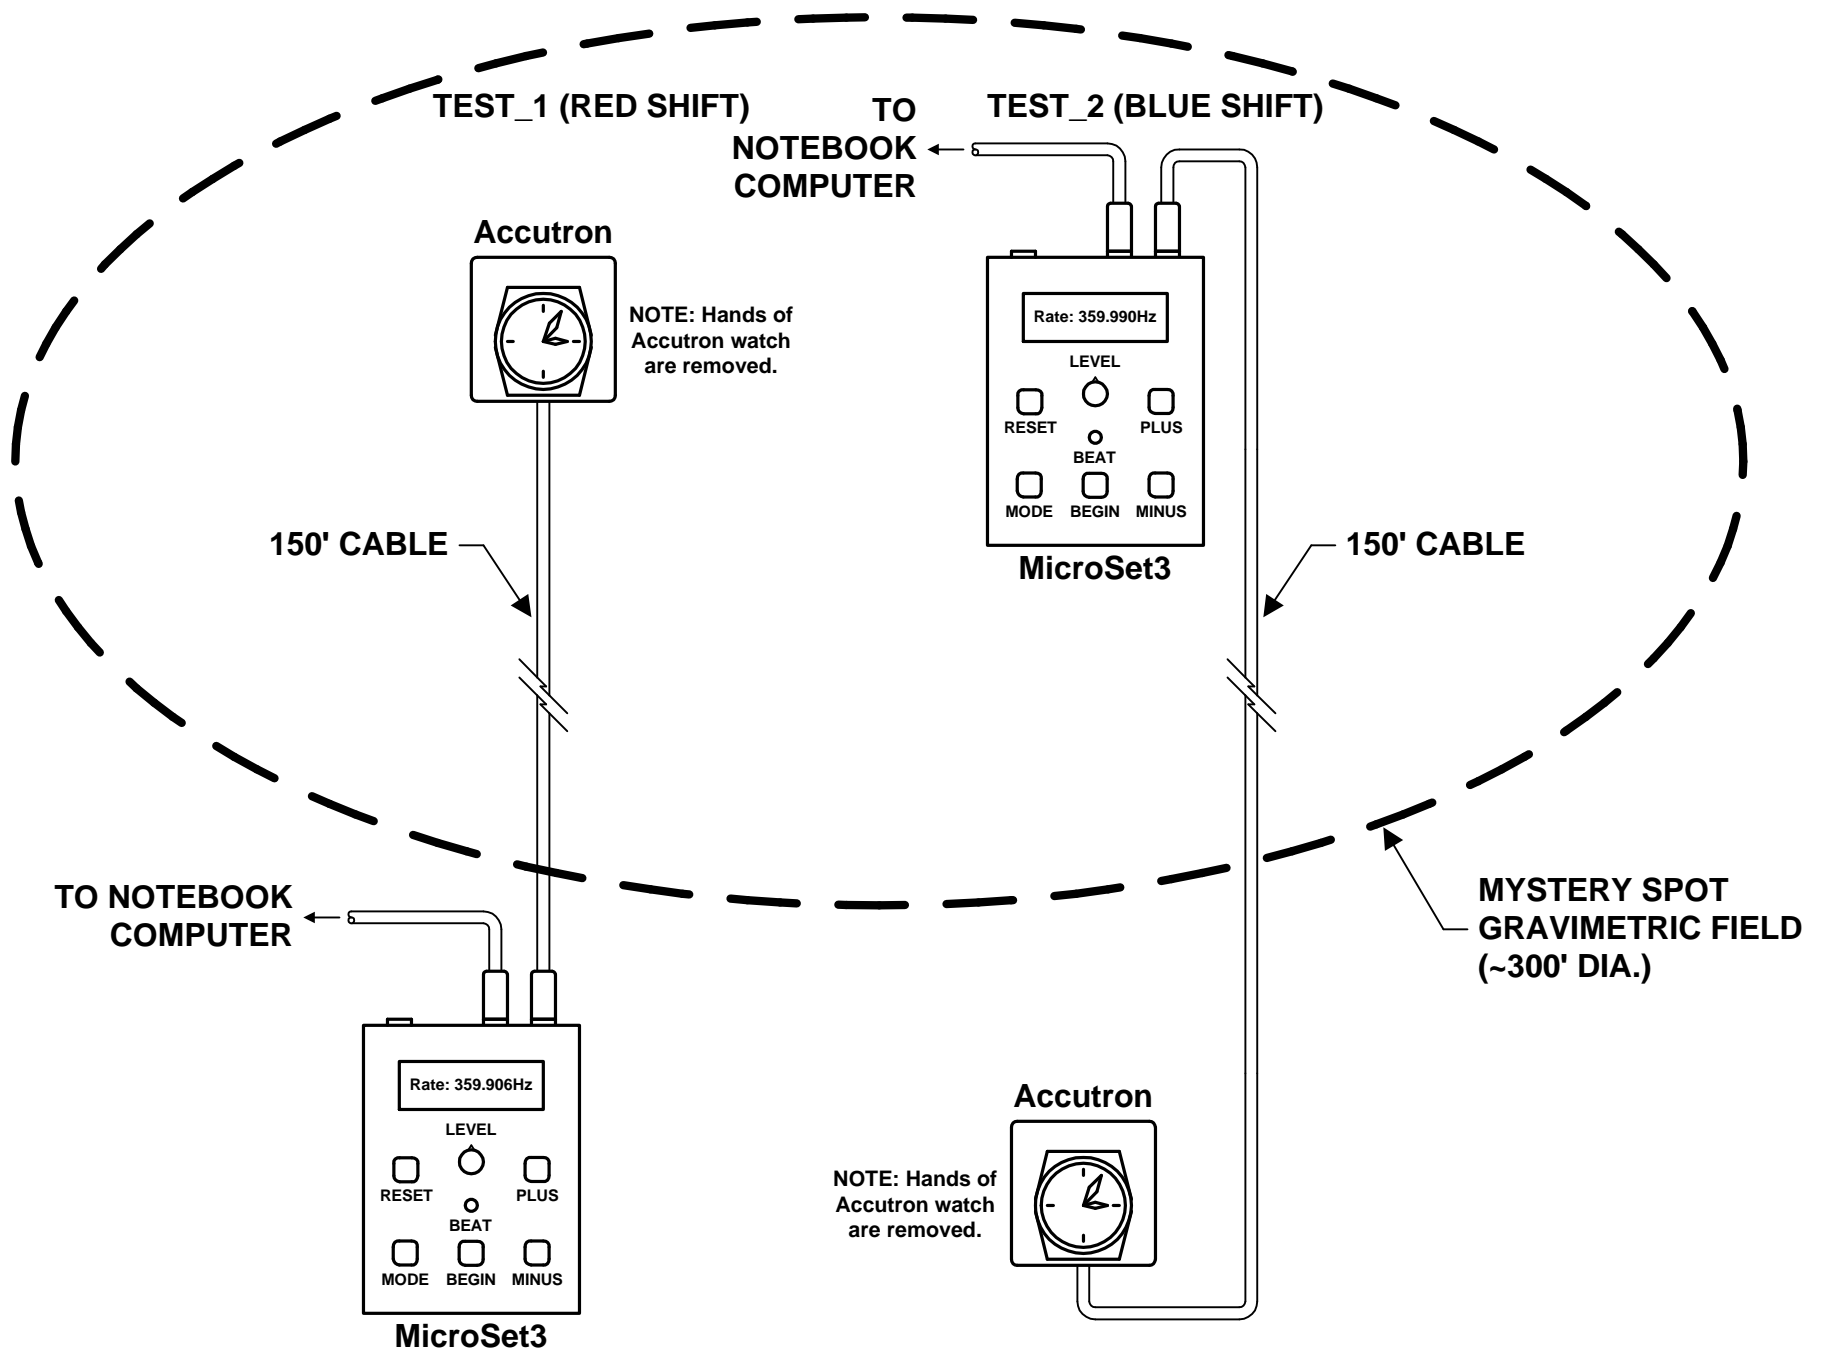 TEST_1 (RED SHIFT)
TO
NOTEBOOK
COMPUTER
TEST_2 (BLUE SHIFT)
Accutron
NOTE: Hands of
Accutron watch
are removed.
Rate: 359.990Hz
LEVEL
RESET
PLUS
BEAT
MODE
BEGIN
MINUS
MicroSet3
150' CABLE
150' CABLE
TO NOTEBOOK
COMPUTER
MYSTERY SPOT
GRAVIMETRIC FIELD
(~300' DIA.)
Rate: 359.906Hz
LEVEL
RESET
PLUS
BEAT
MODE
BEGIN
MINUS
MicroSet3
Accutron
NOTE: Hands of
Accutron watch
are removed.